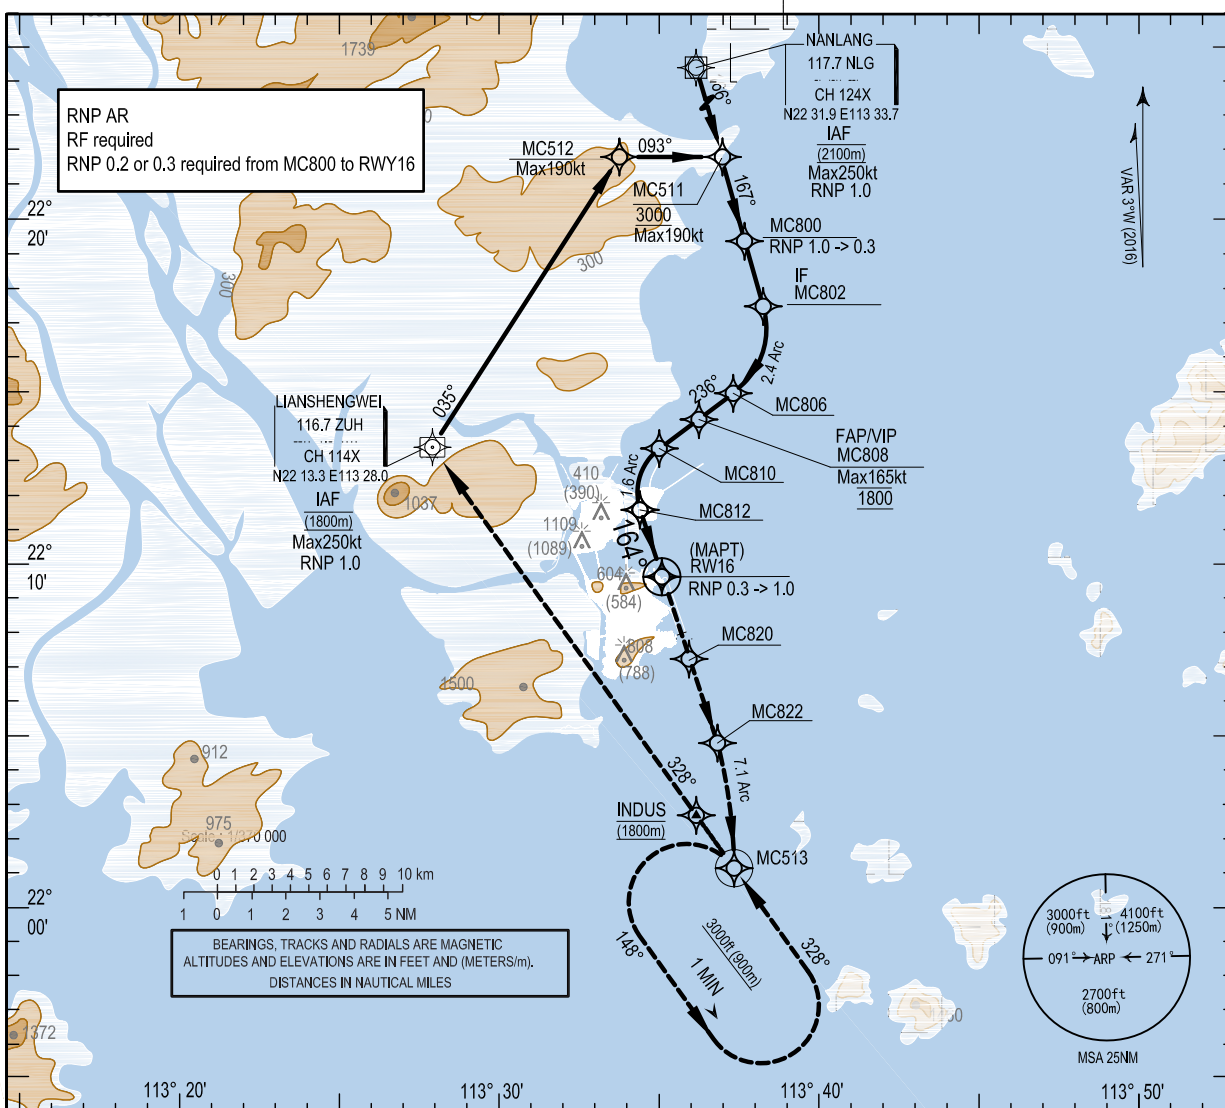 1739
RNP AR
RF required
RNP 0.2 or 0.3 required from MC800 to RWY16
NANLANG
117.7 NLG
CH 124X
N22 31.9 E113 33.7
IAF
(2100m)
Max250kt
RNP 1.0
VAR 3°W (2016)
MC512
Max190kt
093°
MC511
3000
Max190kt
167°
22°
20'
300
300
MC800
RNP 1.0 -> 0.3
IF
MC802
2.4 Arc
236°
MC806
LIANSHENGWEI
116.7 ZUH
CH 114X
N22 13.3 E113 28.0
IAF
(1800m)
Max250kt
RNP 1.0
035°
FAP/VIP
MC808
Max165kt
1800
MC810
1.6 Arc
410
(390)
1037
MC812
1109
(1089)
164°
(MAPT)
RW16
RNP 0.3 -> 1.0
22°
10'
604
(584)
808
(788)
MC820
1500
MC822
912
328°
7.1 Arc
INDUS
(1800m)
975
Scale : 1/370 000
MC513
0 1 2 3 4 5 6 7 8 9 10 km
1 0 1 2 3 4 5 NM
22°
00'
BEARINGS, TRACKS AND RADIALS ARE MAGNETIC
ALTITUDES AND ELEVATIONS ARE IN FEET AND (METERS/m).
DISTANCES IN NAUTICAL MILES
148°
3000ft (900m)
1 MIN
328°
3000ft
(900m)
181°
4100ft
(1250m)
091°
ARP
271°
2700ft
(800m)
MSA 25NM
1372
113° 20'
113° 30'
113° 40'
113° 50'